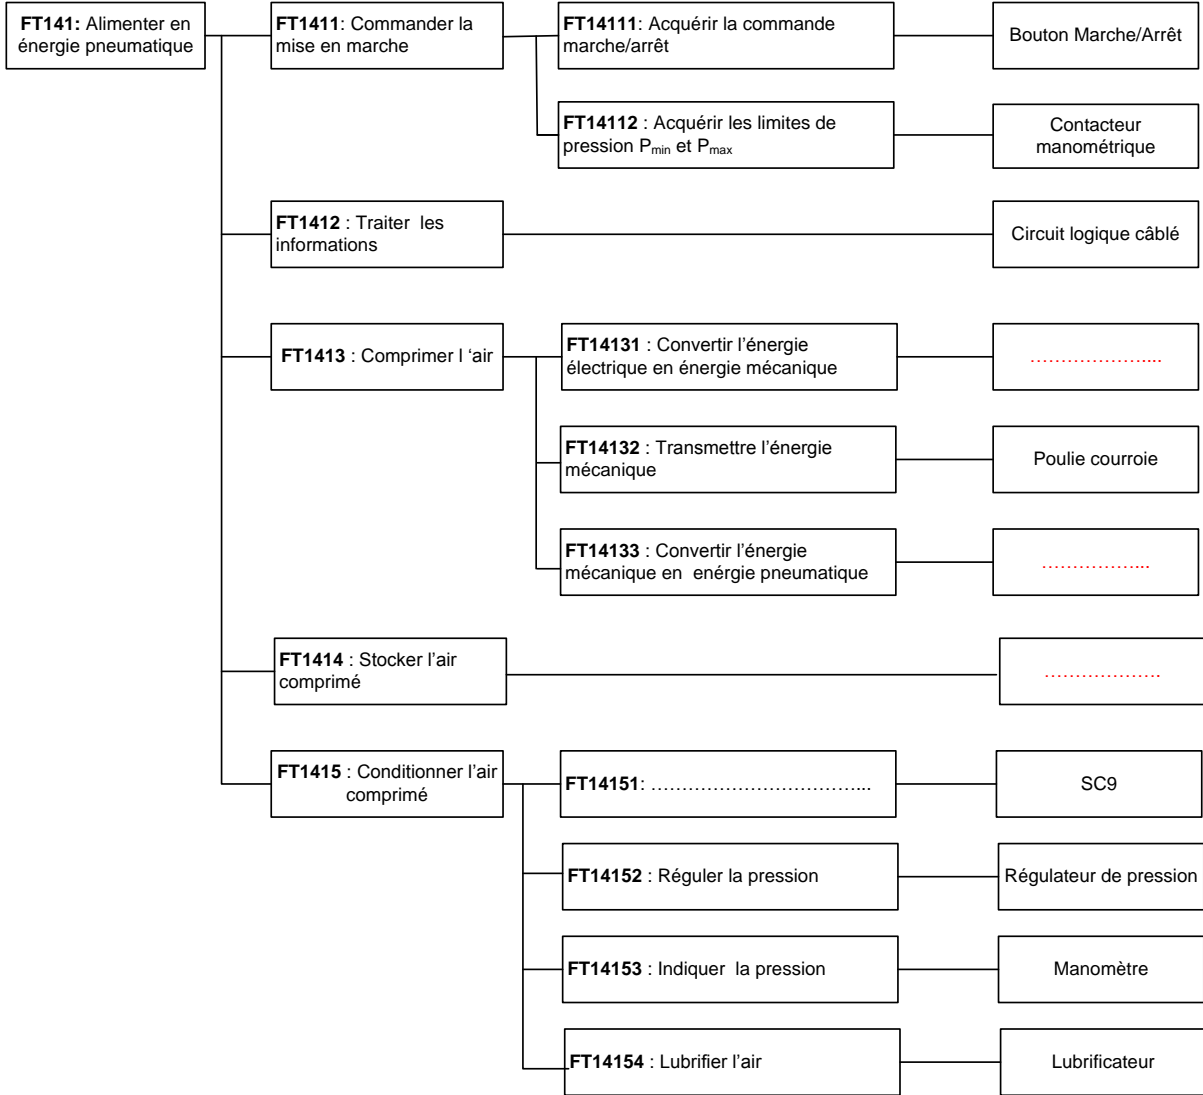 FT141: Alimenter en
énergie pneumatique
FT1411: Commander la
mise en marche
FT14111: Acquérir la commande
marche/arrêt
Bouton Marche/Arrêt
FT14112 : Acquérir les limites de
pression Pmin et Pmax
Contacteur
manométrique
FT1412 : Traiter les
informations
Circuit logique câblé
FT1413 : Comprimer l ‘air
FT14131 : Convertir l’énergie
électrique en énergie mécanique
………………....
FT14132 : Transmettre l’énergie
mécanique
Poulie courroie
FT14133 : Convertir l’énergie
mécanique en enérgie pneumatique
……………...
FT1414 : Stocker l’air
comprimé
……………….
FT1415 : Conditionner l’air
comprimé
FT14151: ……………………………...
SC9
FT14152 : Réguler la pression
Régulateur de pression
FT14153 : Indiquer la pression
Manomètre
FT14154 : Lubrifier l’air
Lubrificateur